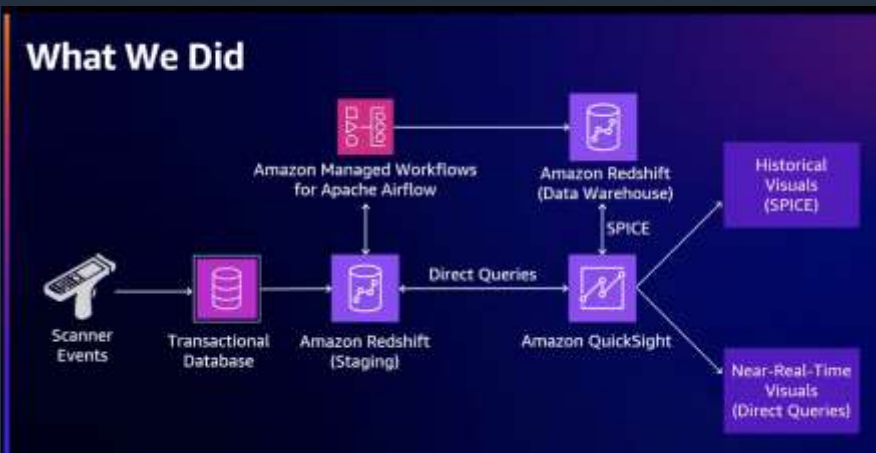 What We Did
Amazon Managed Workflows
for Apache Airflow
Amazon Redshift
(Data Warehouse)
Historical
Visuals
(SPICE)
SPICE
Direct Queries
Scanner
Events
Transactional
Database
Amazon Redshift
(Staging)
Amazon QuickSight
Near-Real-Time
Visuals
(Direct Queries)